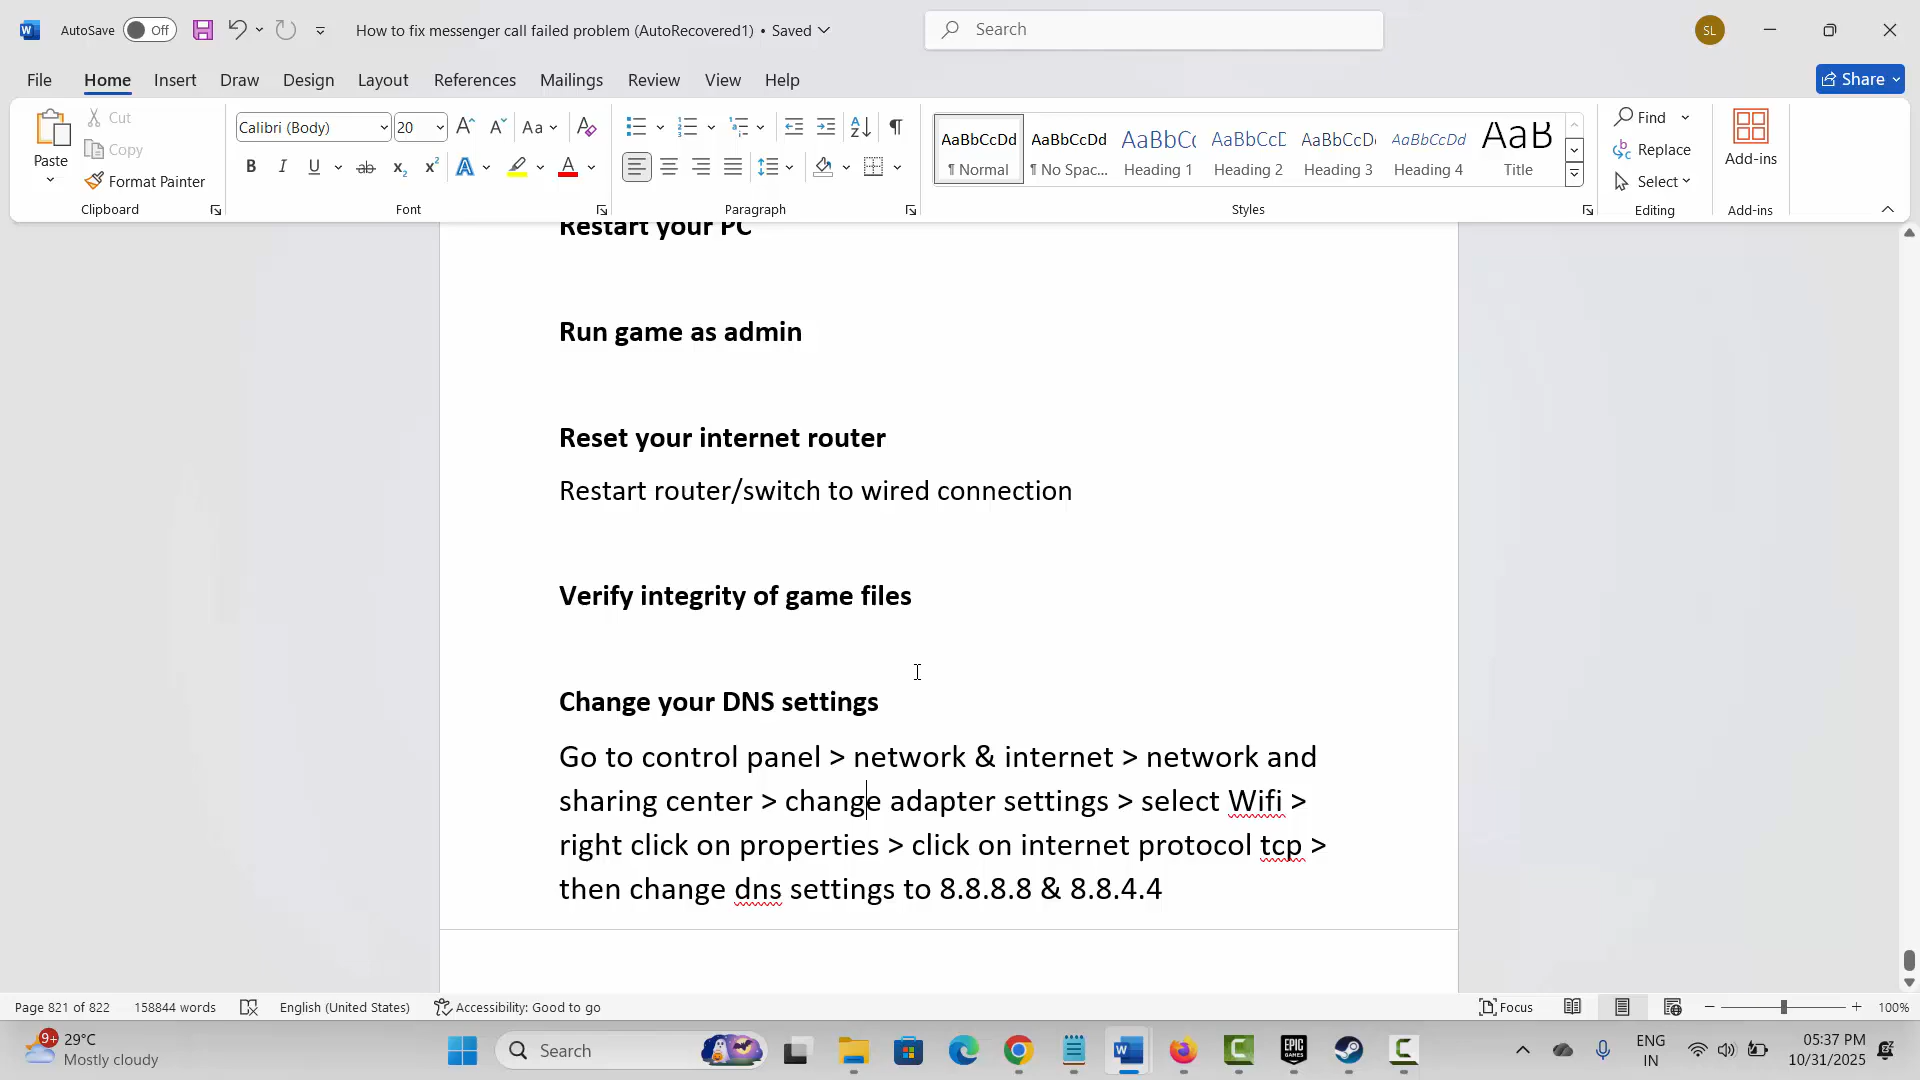 AutoSave Off How to fix messenger call failed problem (AutoRecovered1) • Saved Search SL
File Home Insert Draw Design Layout References Mailings Review View Help Share
Paste Cut Copy Format Painter Clipboard
Calibri (Body) 20 Aa
B I U ab x₂ x² A A
Font
Paragraph
AaBbCcDd ¶ Normal
AaBbCcDd ¶ No Spac...
AaBbCc Heading 1
AaBbCcD Heading 2
AaBbCcD Heading 3
AaBbCcDd Heading 4
AaB Title
Styles
Find
Replace
Select
Editing
Add-ins
Add-ins
Restart your PC
Run game as admin
Reset your internet router
Restart router/switch to wired connection
Verify integrity of game files
Change your DNS settings
Go to control panel > network & internet > network and
sharing center > change adapter settings > select Wifi >
right click on properties > click on internet protocol tcp >
then change dns settings to 8.8.8.8 & 8.8.4.4
Page 821 of 822 158844 words English (United States) Accessibility: Good to go Focus 100%
9+ 29°C
Mostly cloudy
Search
EPIC GAMES
ENG
IN
05:37 PM
10/31/2025